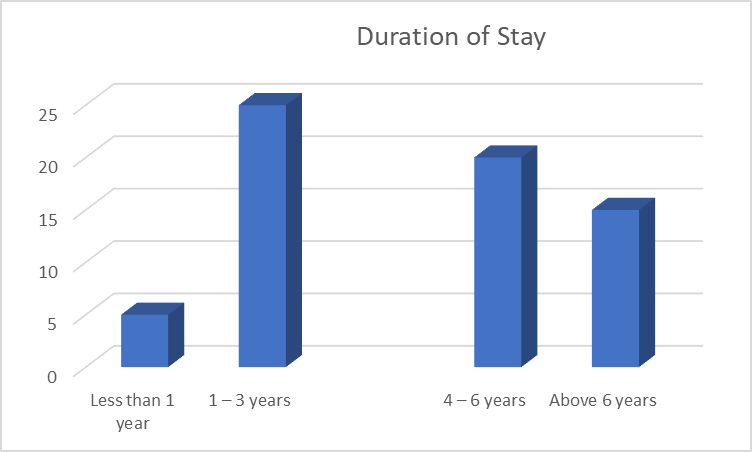 Duration of Stay
25
20
15
10
5
0
Less than 1
year
1 – 3 years
4 – 6 years
Above 6 years